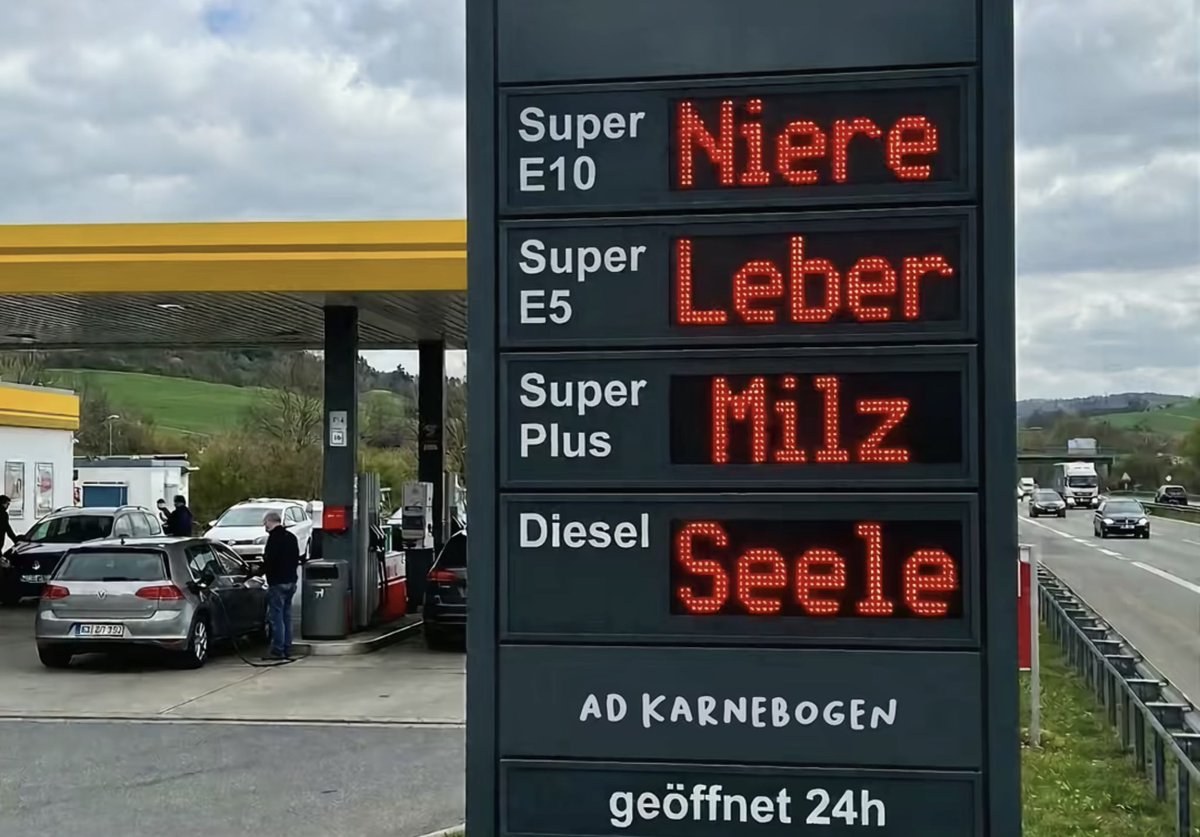 Super
E10
Niere
Super
E5
Leber
Super
Plus
Milz
Diesel
Seele
AD KARNEBOGEN
geöffnet 24h